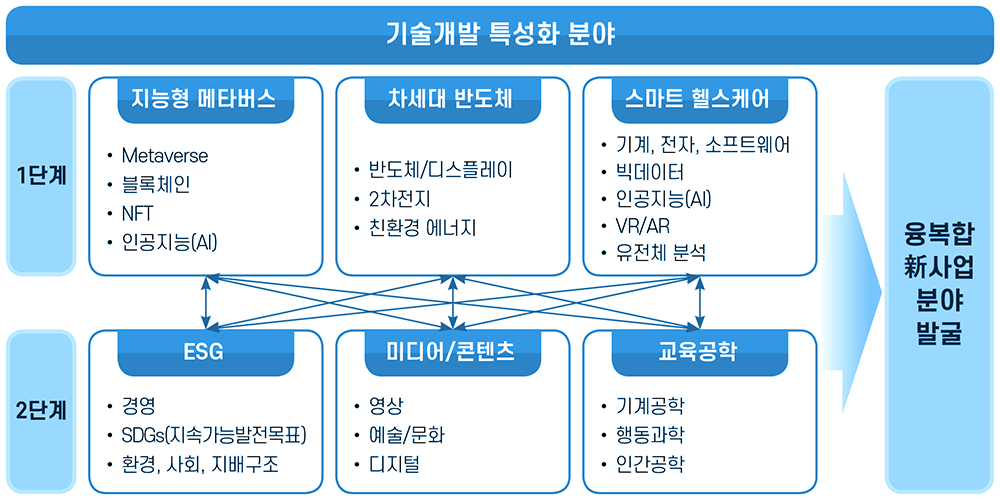 기술개발 특성화 분야
1단계
지능형 메타버스
• Metaverse
• 블록체인
• NFT
• 인공지능(AI)
차세대 반도체
• 반도체/디스플레이
• 2차전지
• 친환경 에너지
스마트 헬스케어
• 기계, 전자, 소프트웨어
• 빅데이터
• 인공지능(AI)
• VR/AR
• 유전체 분석
2단계
ESG
• 경영
• SDGs(지속가능발전목표)
• 환경, 사회, 지배구조
미디어/콘텐츠
• 영상
• 예술/문화
• 디지털
교육공학
• 기계공학
• 행동과학
• 인간공학
융복합
新사업
분야
발굴